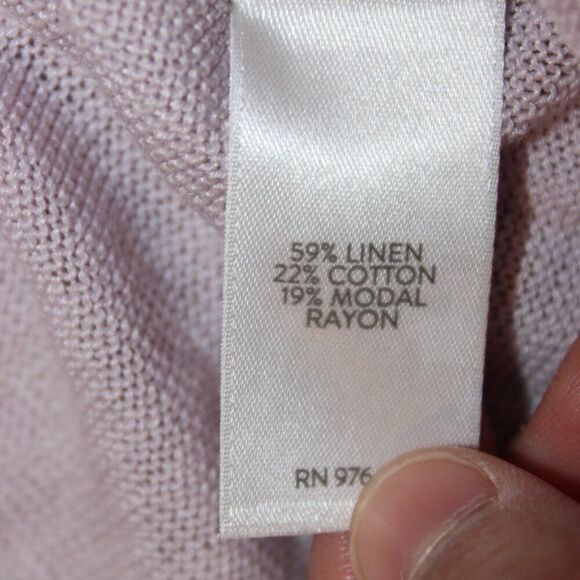 59% LINEN
22% COTTON
19% MODAL
RAYON
RN 976